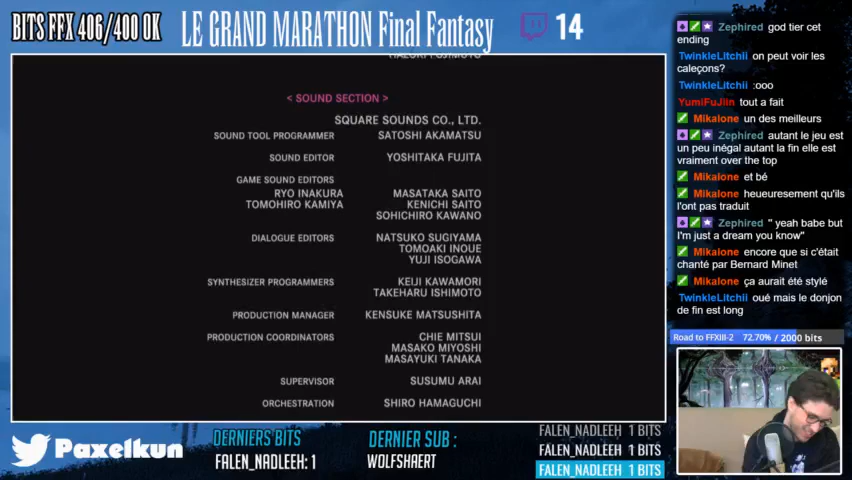 BITS FFX 406/400 OK
LE GRAND MARATHON Final Fantasy
14
< SOUND SECTION >
SQUARE SOUNDS CO., LTD.
SOUND TOOL PROGRAMMER SATOSHI AKAMATSU
SOUND EDITOR YOSHITAKA FUJITA
GAME SOUND EDITORS
RYO INAKURA MASATAKA SAITO
TOMOHIRO KAMIYA KENICHI SAITO
SOHICHIRO KAWANO
DIALOGUE EDITORS NATSUKO SUGIYAMA
TOMOAKI INOUE
YUJI ISOGAWA
SYNTHESIZER PROGRAMMERS KEIJI KAWAMORI
TAKEHARU ISHIMOTO
PRODUCTION MANAGER KENSUKE MATSUSHITA
PRODUCTION COORDINATORS CHIE MITSUI
MASAKO MIYOSHI
MASAYUKI TANAKA
SUPERVISOR SUSUMU ARAI
ORCHESTRATION SHIRO HAMAGUCHI
Zephired god tier cet
ending
TwinkleLitchii on peut voir les
caleçons?
TwinkleLitchii :ooo
YumiFuJiin tout a fait
Mikalone un des meilleurs
Zephired autant le jeu est
un peu inégal autant la fin elle est
vraiment over the top
Mikalone et bé
Mikalone heueuresement qu'ils
l'ont pas traduit
Zephired " yeah babe but
I'm just a dream you know"
Mikalone encore que si c'était
chanté par Bernard Minet
Mikalone ça aurait été stylé
TwinkleLitchii oué mais le donjon
de fin est long
Road to FFXIII-2 72.70% / 2000 bits
Paxelkun
DERNIERS BITS
FALEN_NADLEEH: 1
DERNIER SUB :
WOLFSHAERT
FALEN_NADLEEH 1 BITS
FALEN_NADLEEH 1 BITS
FALEN_NADLEEH 1 BITS